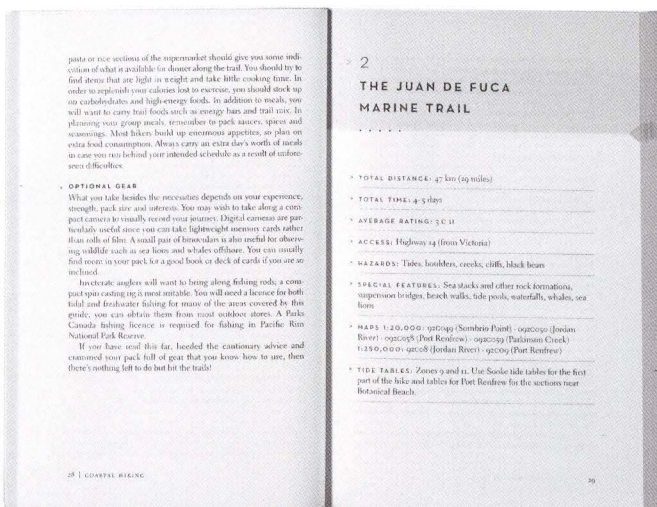 pasta or rice sections of the supermarket should give you some indi-
cation of what is available for dinner along the trail. You should try to
find items that are light in weight and take little cooking time. In
order to replenish your calories lost to exercise, you should stock up
on carbohydrates and high-energy foods. In addition to meals, you
will want to carry trail foods such as energy bars and trail mix. In
planning your group meals, remember to pack sauces, spices and
seasonings. Most hikers build up enormous appetites, so plan on
extra food consumption. Always carry an extra day's worth of meals
in case you run behind your intended schedule as a result of unfore-
seen difficulties.
OPTIONAL GEAR
What you take besides the necessities depends on your experience,
strength, pack size and interests. You may wish to take along a com-
pact camera to visually record your journey. Digital cameras are par-
ticularly useful since you can take lightweight memory cards rather
than rolls of film. A small pair of binoculars is also useful for observ-
ing wildlife such as sea lions and whales offshore. You can usually
find room in your pack for a good book or deck of cards if you are so
inclined.
Inveterate anglers will want to bring along fishing rods; a com-
pact spin casting rig is most suitable. You will need a licence for both
tidal and freshwater fishing for many of the areas covered by this
guide, you can obtain them from most outdoor stores. A Parks
Canada fishing licence is required for fishing in Pacific Rim
National Park Reserve.
If you have read this far, heeded the cautionary advice and
crammed your pack full of gear that you know how to use, then
there's nothing left to do but hit the trails!
28 | COASTAL HIKING
2
THE JUAN DE FUCA
MARINE TRAIL
TOTAL DISTANCE: 47 km (29 miles)
TOTAL TIME: 4–5 days
AVERAGE RATING: 3 C II
ACCESS: Highway 14 (from Victoria)
HAZARDS: Tides, boulders, creeks, cliffs, black bears
SPECIAL FEATURES: Sea stacks and other rock formations,
suspension bridges, beach walks, tide pools, waterfalls, whales, sea
lions
MAPS 1:20,000: 92C049 (Sombrio Point) · 092C050 (Jordan
River) · 092C058 (Port Renfrew) · 092C059 (Parkinson Creek)
1:250,000: 92C08 (Jordan River) · 92C09 (Port Renfrew)
TIDE TABLES: Zones 9 and 11. Use Sooke tide tables for the first
part of the hike and tables for Port Renfrew for the sections near
Botanical Beach.
29